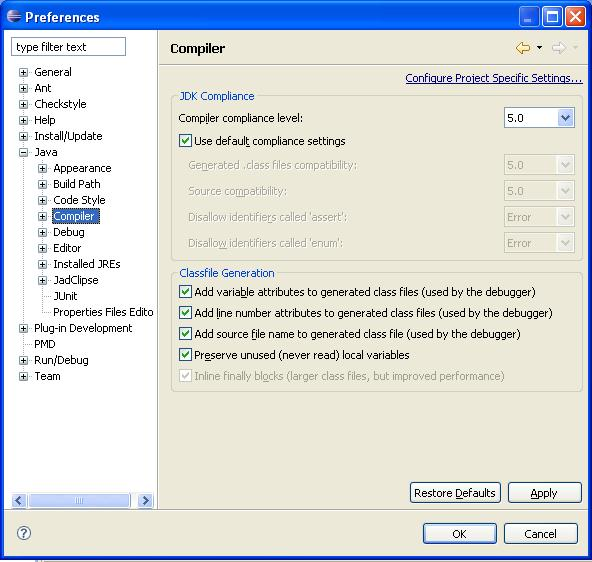 Preferences
type filter text
General
Ant
Checkstyle
Help
Install/Update
Java
Appearance
Build Path
Code Style
Compiler
Debug
Editor
Installed JREs
JadClipse
JUnit
Properties Files Edito
Plug-in Development
PMD
Run/Debug
Team
Compiler
Configure Project Specific Settings...
JDK Compliance
Compiler compliance level: 5.0
Use default compliance settings
Generated .class files compatibility: 5.0
Source compatibility: 5.0
Disallow identifiers called 'assert': Error
Disallow identifiers called 'enum': Error
Classfile Generation
Add variable attributes to generated class files (used by the debugger)
Add line number attributes to generated class files (used by the debugger)
Add source file name to generated class file (used by the debugger)
Preserve unused (never read) local variables
Inline finally blocks (larger class files, but improved performance)
Restore Defaults Apply
? OK Cancel